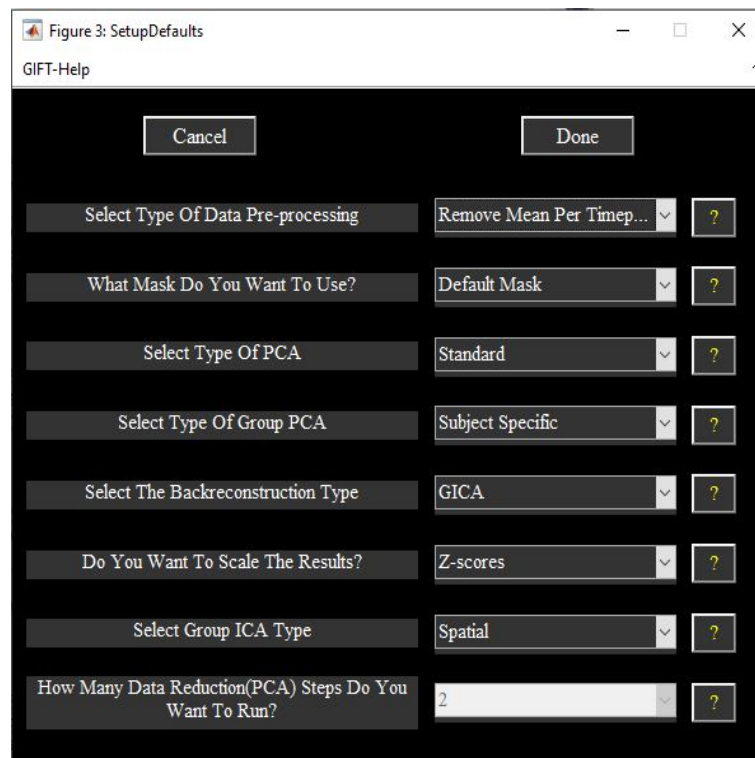 Figure 3: SetupDefaults
GIFT-Help
Cancel Done
Select Type Of Data Pre-processing Remove Mean Per Timep... ?
What Mask Do You Want To Use? Default Mask ?
Select Type Of PCA Standard ?
Select Type Of Group PCA Subject Specific ?
Select The Backreconstruction Type GICA ?
Do You Want To Scale The Results? Z-scores ?
Select Group ICA Type Spatial ?
How Many Data Reduction(PCA) Steps Do You
Want To Run? 2 ?